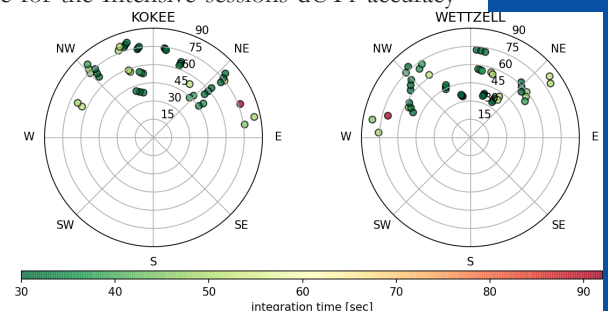 e for the Intensive sessions dUT1 accuracy
KOKEE
WETTZELL
90
75
60
45
30
15
NW
NE
W
E
SW
SE
S
90
75
60
45
30
15
NW
NE
W
E
SW
SE
S
30 40 50 60 70 80 90
integration time [sec]